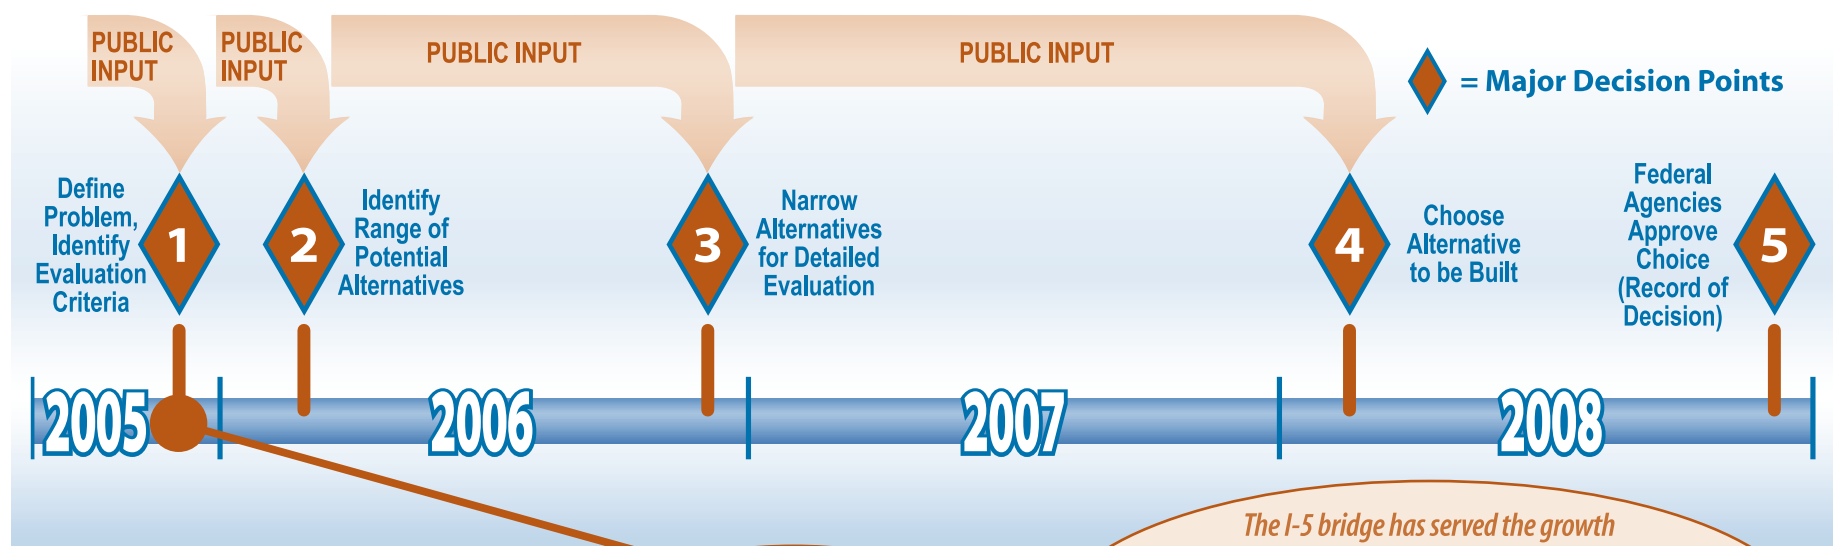 PUBLIC
INPUT
PUBLIC
INPUT
PUBLIC INPUT
PUBLIC INPUT
= Major Decision Points
Define
Problem,
Identify
Evaluation
Criteria
1
2
Identify
Range of
Potential
Alternatives
3
Narrow
Alternatives
for Detailed
Evaluation
4
Choose
Alternative
to be Built
Federal
Agencies
Approve
Choice
(Record of
Decision)
5
2005
2006
2007
2008
The I-5 bridge has served the growth